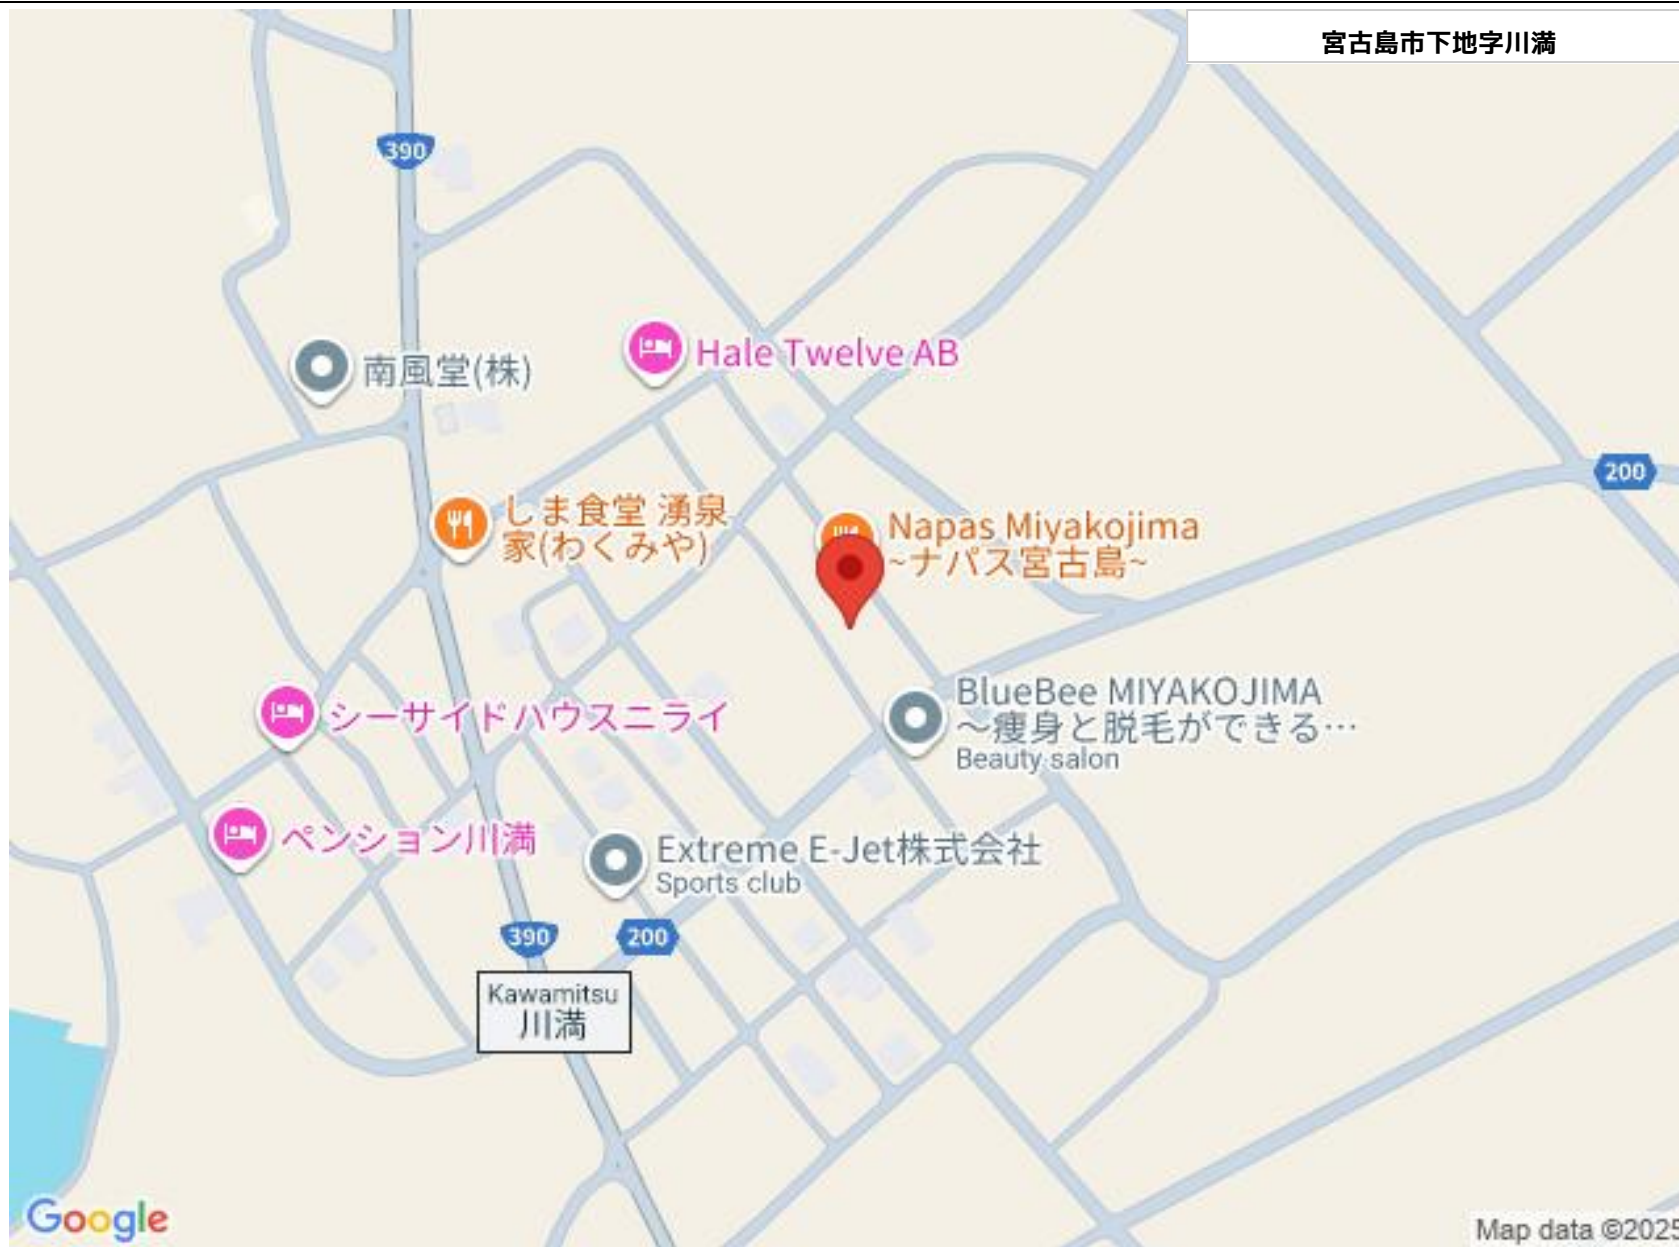 宮古島市下地字川満
390
Hale Twelve AB
南風堂(株)
200
しま食堂 湧泉
家(わくみや)
Napas Miyakojima
~ナパス宮古島~
BlueBee MIYAKOJIMA
～痩身と脱毛ができる…
Beauty salon
シーサイドハウスニライ
ペンション川満
Extreme E-Jet株式会社
Sports club
390
200
Kawamitsu
川満
Google
Map data ©2025